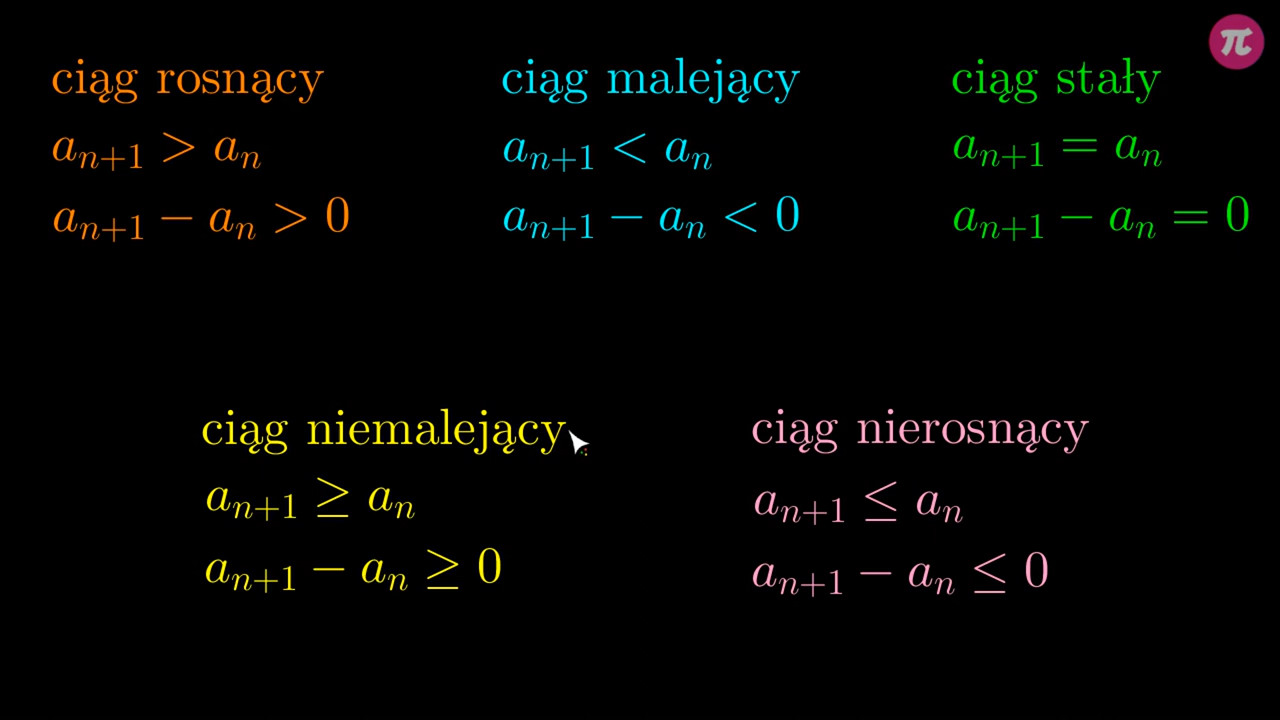 π
ciąg rosnący
a_{n+1} > a_n
a_{n+1} − a_n > 0
ciąg malejący
a_{n+1} < a_n
a_{n+1} − a_n < 0
ciąg stały
a_{n+1} = a_n
a_{n+1} − a_n = 0
ciąg niemalejący
a_{n+1} ≥ a_n
a_{n+1} − a_n ≥ 0
ciąg nierosnący
a_{n+1} ≤ a_n
a_{n+1} − a_n ≤ 0